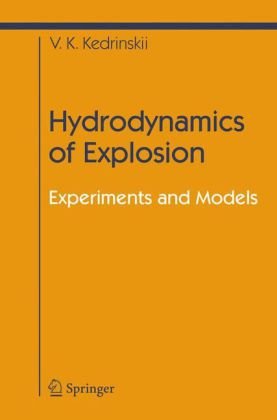 V. K. Kedrinskii
Hydrodynamics
of Explosion
Experiments and Models
Springer